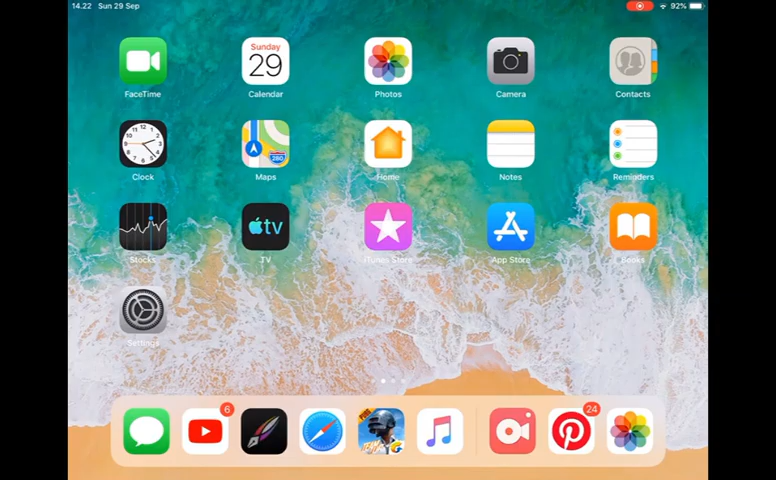 14.22 Sun 29 Sep 92%
Sunday
29
FaceTime Calendar Photos Camera Contacts
280
Clock Maps Home Notes Reminders
tv
Stocks TV iTunes Store App Store Books
Settings
6 24